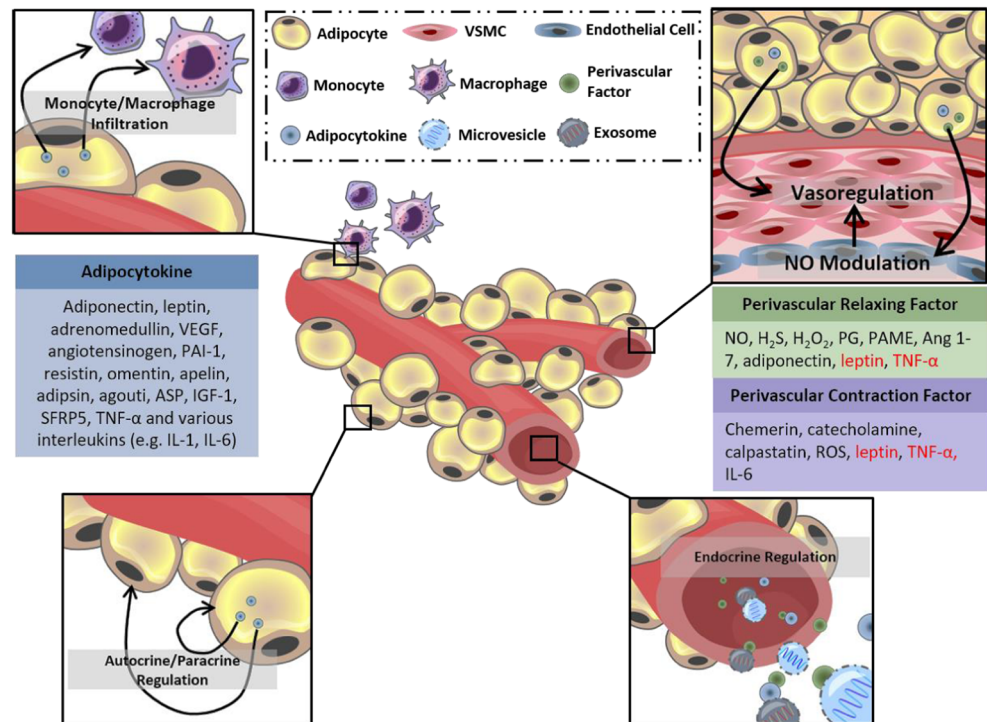 Monocyte/Macrophage
Infiltration
Adipocyte
VSMC
Endothelial Cell
Monocyte
Macrophage
Perivascular
Factor
Adipocytokine
Microvesicle
Exosome
Vasoregulation
NO Modulation
Adipocytokine
Adiponectin, leptin,
adrenomedullin, VEGF,
angiotensinogen, PAI-1,
resistin, omentin, apelin,
adipsin, agouti, ASP, IGF-1,
SFRP5, TNF-α and various
interleukins (e.g. IL-1, IL-6)
Perivascular Relaxing Factor
NO, H₂S, H₂O₂, PG, PAME, Ang 1-
7, adiponectin, leptin, TNF-α
Perivascular Contraction Factor
Chemerin, catecholamine,
calpastatin, ROS, leptin, TNF-α,
IL-6
Autocrine/Paracrine
Regulation
Endocrine Regulation